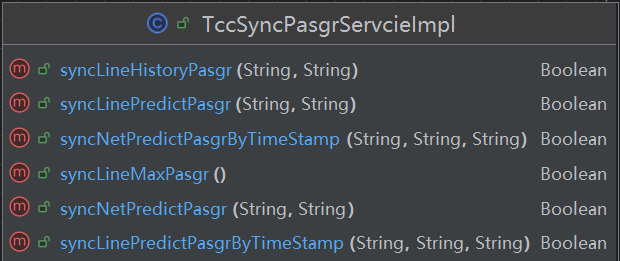 TccSyncPasgrServcieImpl
syncLineHistoryPasgr (String, String) Boolean
syncLinePredictPasgr (String, String) Boolean
syncNetPredictPasgrByTimeStamp (String, String, String) Boolean
syncLineMaxPasgr () Boolean
syncNetPredictPasgr (String, String) Boolean
syncLinePredictPasgrByTimeStamp (String, String, String) Boolean